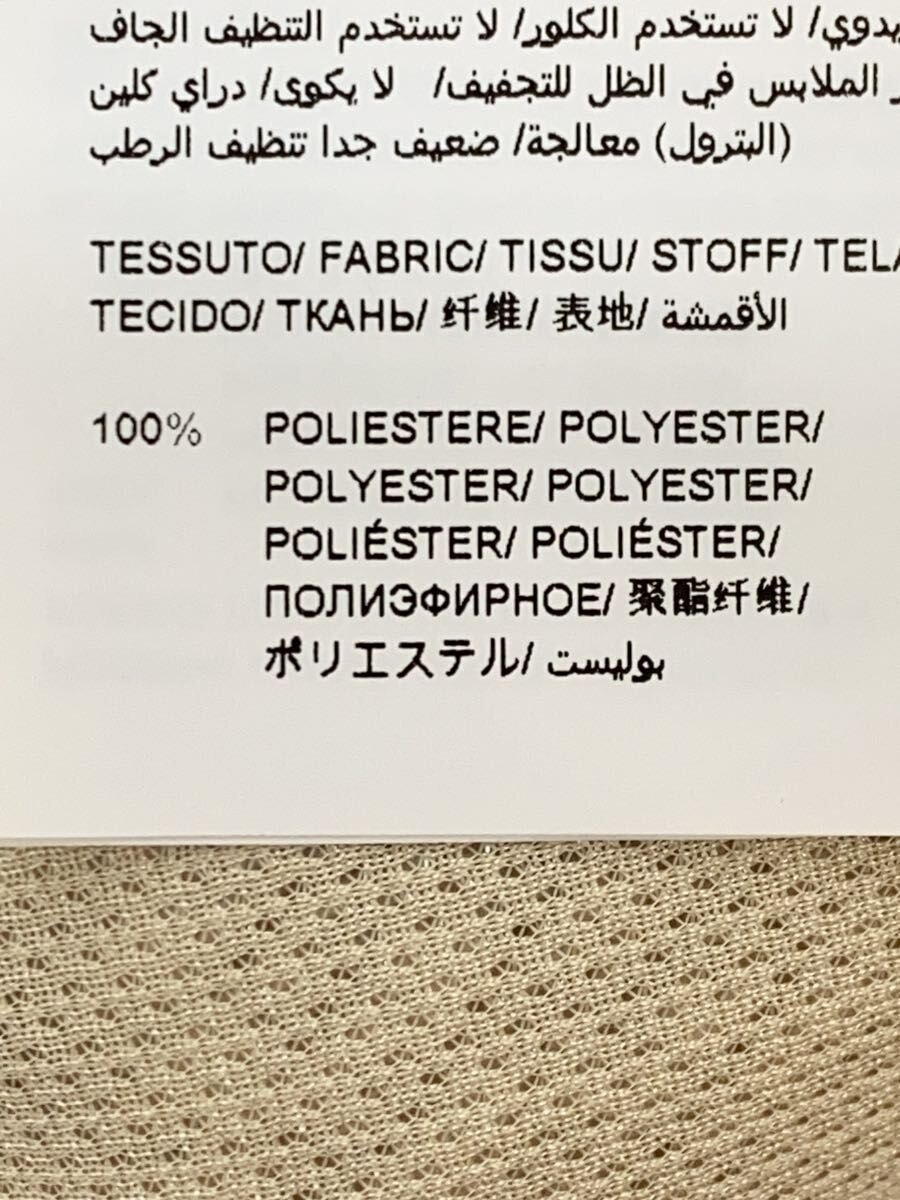 يدوي/ لا تستخدم الكلور/ لا تستخدم التنظيف الجاف
الملابس في الظل للتجفيف/ لا يكوى/ دراي كلين
(البترول) معالجة/ ضعيف جدا تنظيف الرطب
TESSUTO/ FABRIC/ TISSU/ STOFF/ TELA
TECIDO/ ТКАНЬ/ 纤维/ 表地/ الأقمشة
100% POLIESTERE/ POLYESTER/
POLYESTER/ POLYESTER/
POLIÉSTER/ POLIÉSTER/
ПОЛИЭФИРНОЕ/ 聚酯纤维/
ポリエステル/ بوليست